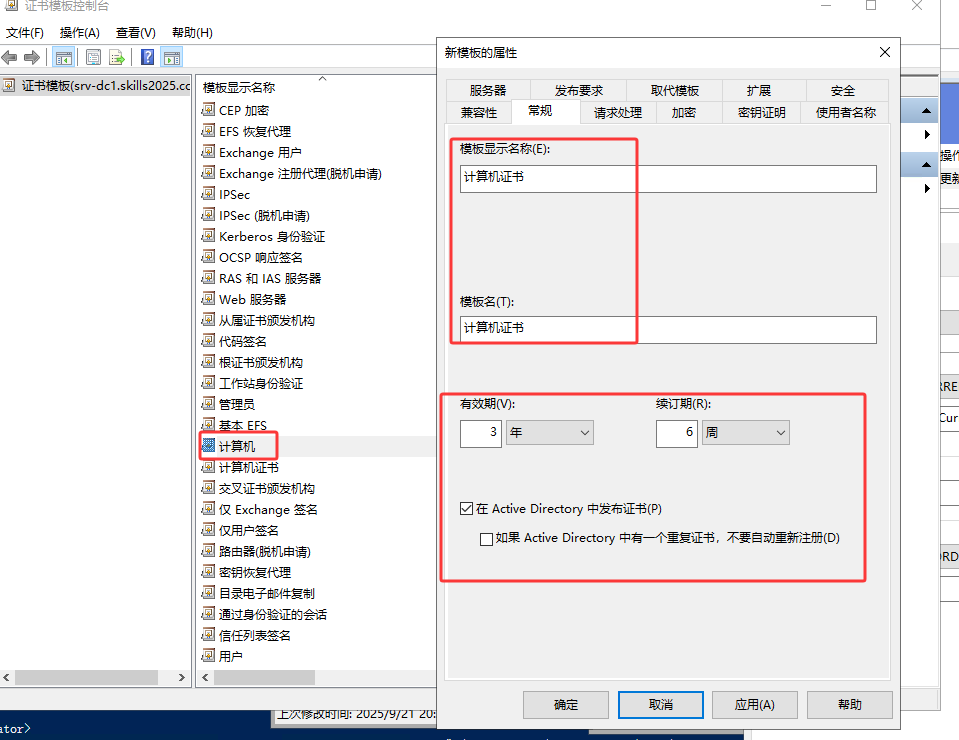 证书模板控制台
文件(F) 操作(A) 查看(V) 帮助(H)
证书模板(srv-dc1.skills2025.cc
模板显示名称
CEP 加密
EFS 恢复代理
Exchange 用户
Exchange 注册代理(脱机申请)
IPSec
IPSec (脱机申请)
Kerberos 身份验证
OCSP 响应签名
RAS 和 IAS 服务器
Web 服务器
从属证书颁发机构
代码签名
根证书颁发机构
工作站身份验证
管理员
基本 EFS
计算机
计算机证书
交叉证书颁发机构
仅 Exchange 签名
仅用户签名
路由器(脱机申请)
密钥恢复代理
目录电子邮件复制
通过身份验证的会话
信任列表签名
用户
新模板的属性
服务器 发布要求 取代模板 扩展 安全
兼容性 常规 请求处理 加密 密钥证明 使用者名称
模板显示名称(E):
计算机证书
模板名(T):
计算机证书
有效期(V): 续订期(R):
3 年 6 周
在 Active Directory 中发布证书(P)
如果 Active Directory 中有一个重复证书，不要自动重新注册(D)
确定 取消 应用(A) 帮助
操作
更新
RRE
Cur
ORD
上次修改时间: 2025/9/21 20:
ator>